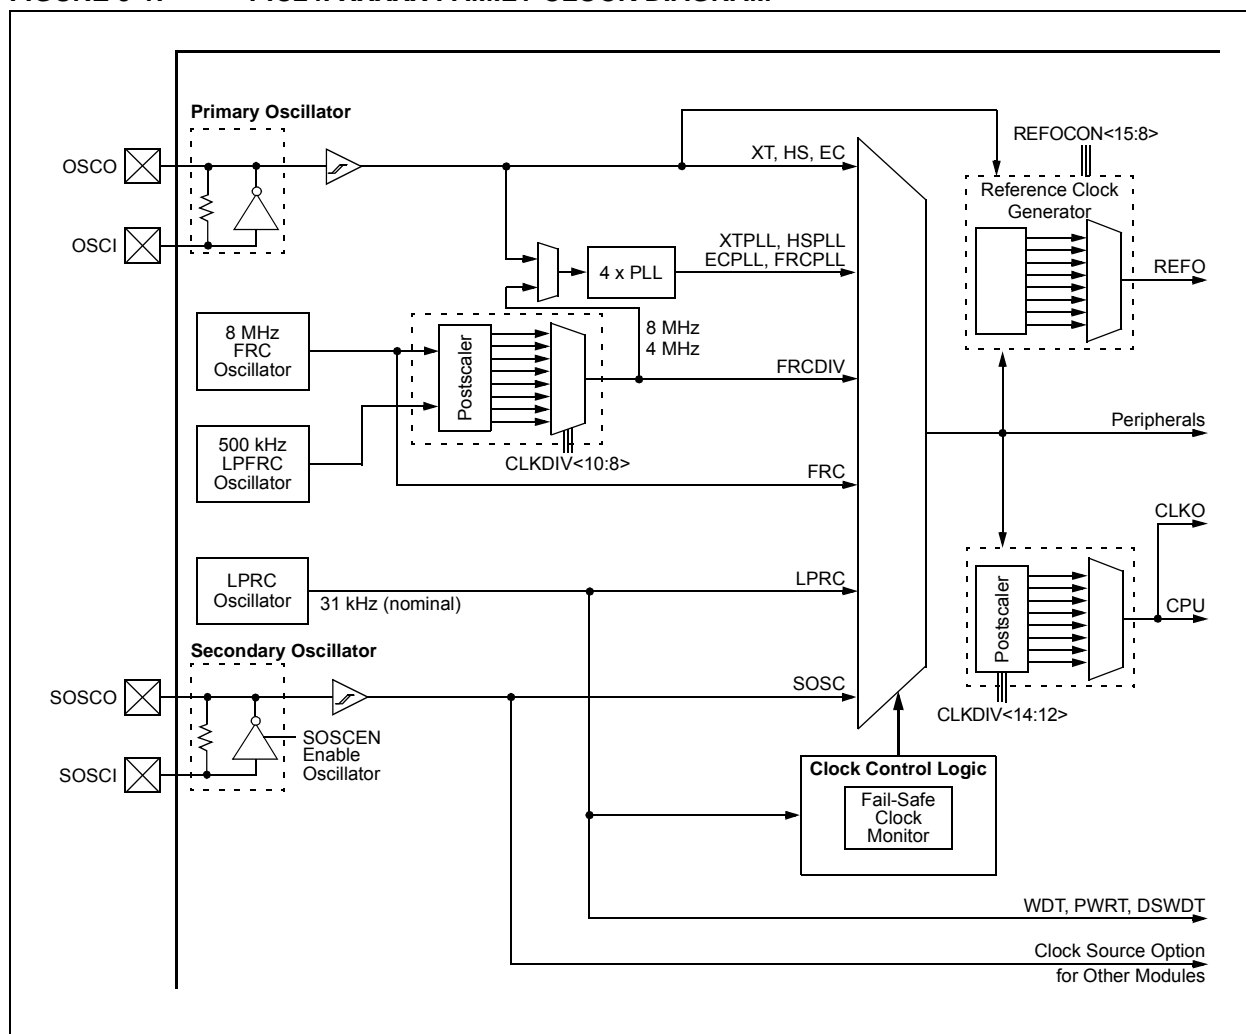 Primary Oscillator
OSCO
OSCI
XT, HS, EC
REFOCON<15:8>
Reference Clock
Generator
REFO
XTPLL, HSPLL
ECPLL, FRCPLL
4 x PLL
8 MHz
FRC
Oscillator
Postscaler
8 MHz
4 MHz
FRCDIV
Peripherals
500 kHz
LPFRC
Oscillator
CLKDIV<10:8>
FRC
CLKO
LPRC
Oscillator
31 kHz (nominal)
LPRC
Postscaler
CPU
CLKDIV<14:12>
Secondary Oscillator
SOSCO
SOSCI
SOSCEN
Enable
Oscillator
SOSC
Clock Control Logic
Fail-Safe
Clock
Monitor
WDT, PWRT, DSWDT
Clock Source Option
for Other Modules